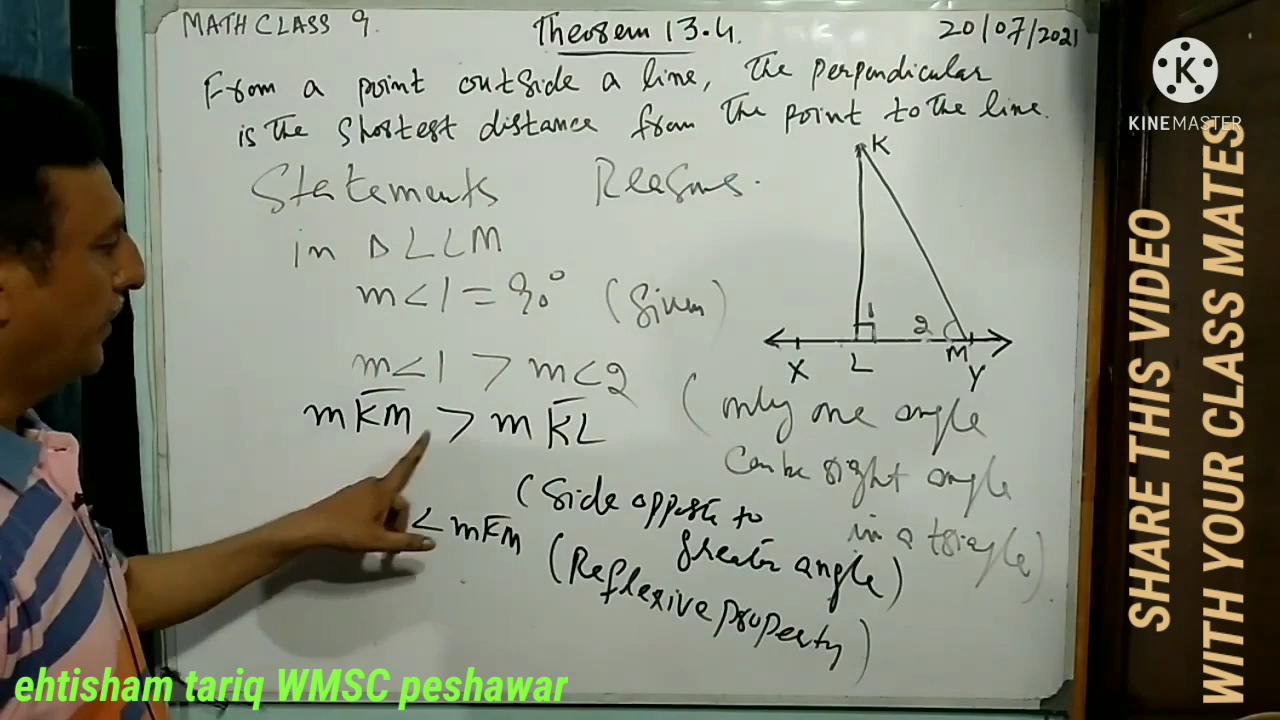 MATH CLASS 9
Theorem 13.4.
20/07/2021
From a point outside a line, the perpendicular
is the shortest distance from the point to the line.
Statements Reasons.
in Δ LLM
m<1 = 90° (Given)
m<1 > m<2
(only one angle
can be right angle
in a triangle)
mKM > mKL
(Side opposite to
greater angle)
< mKM (Reflexive property)
K
1
2
X L M Y
K
KINEMASTER
SHARE THIS VIDEO
WITH YOUR CLASS MATES
ehtisham tariq WMSC peshawar